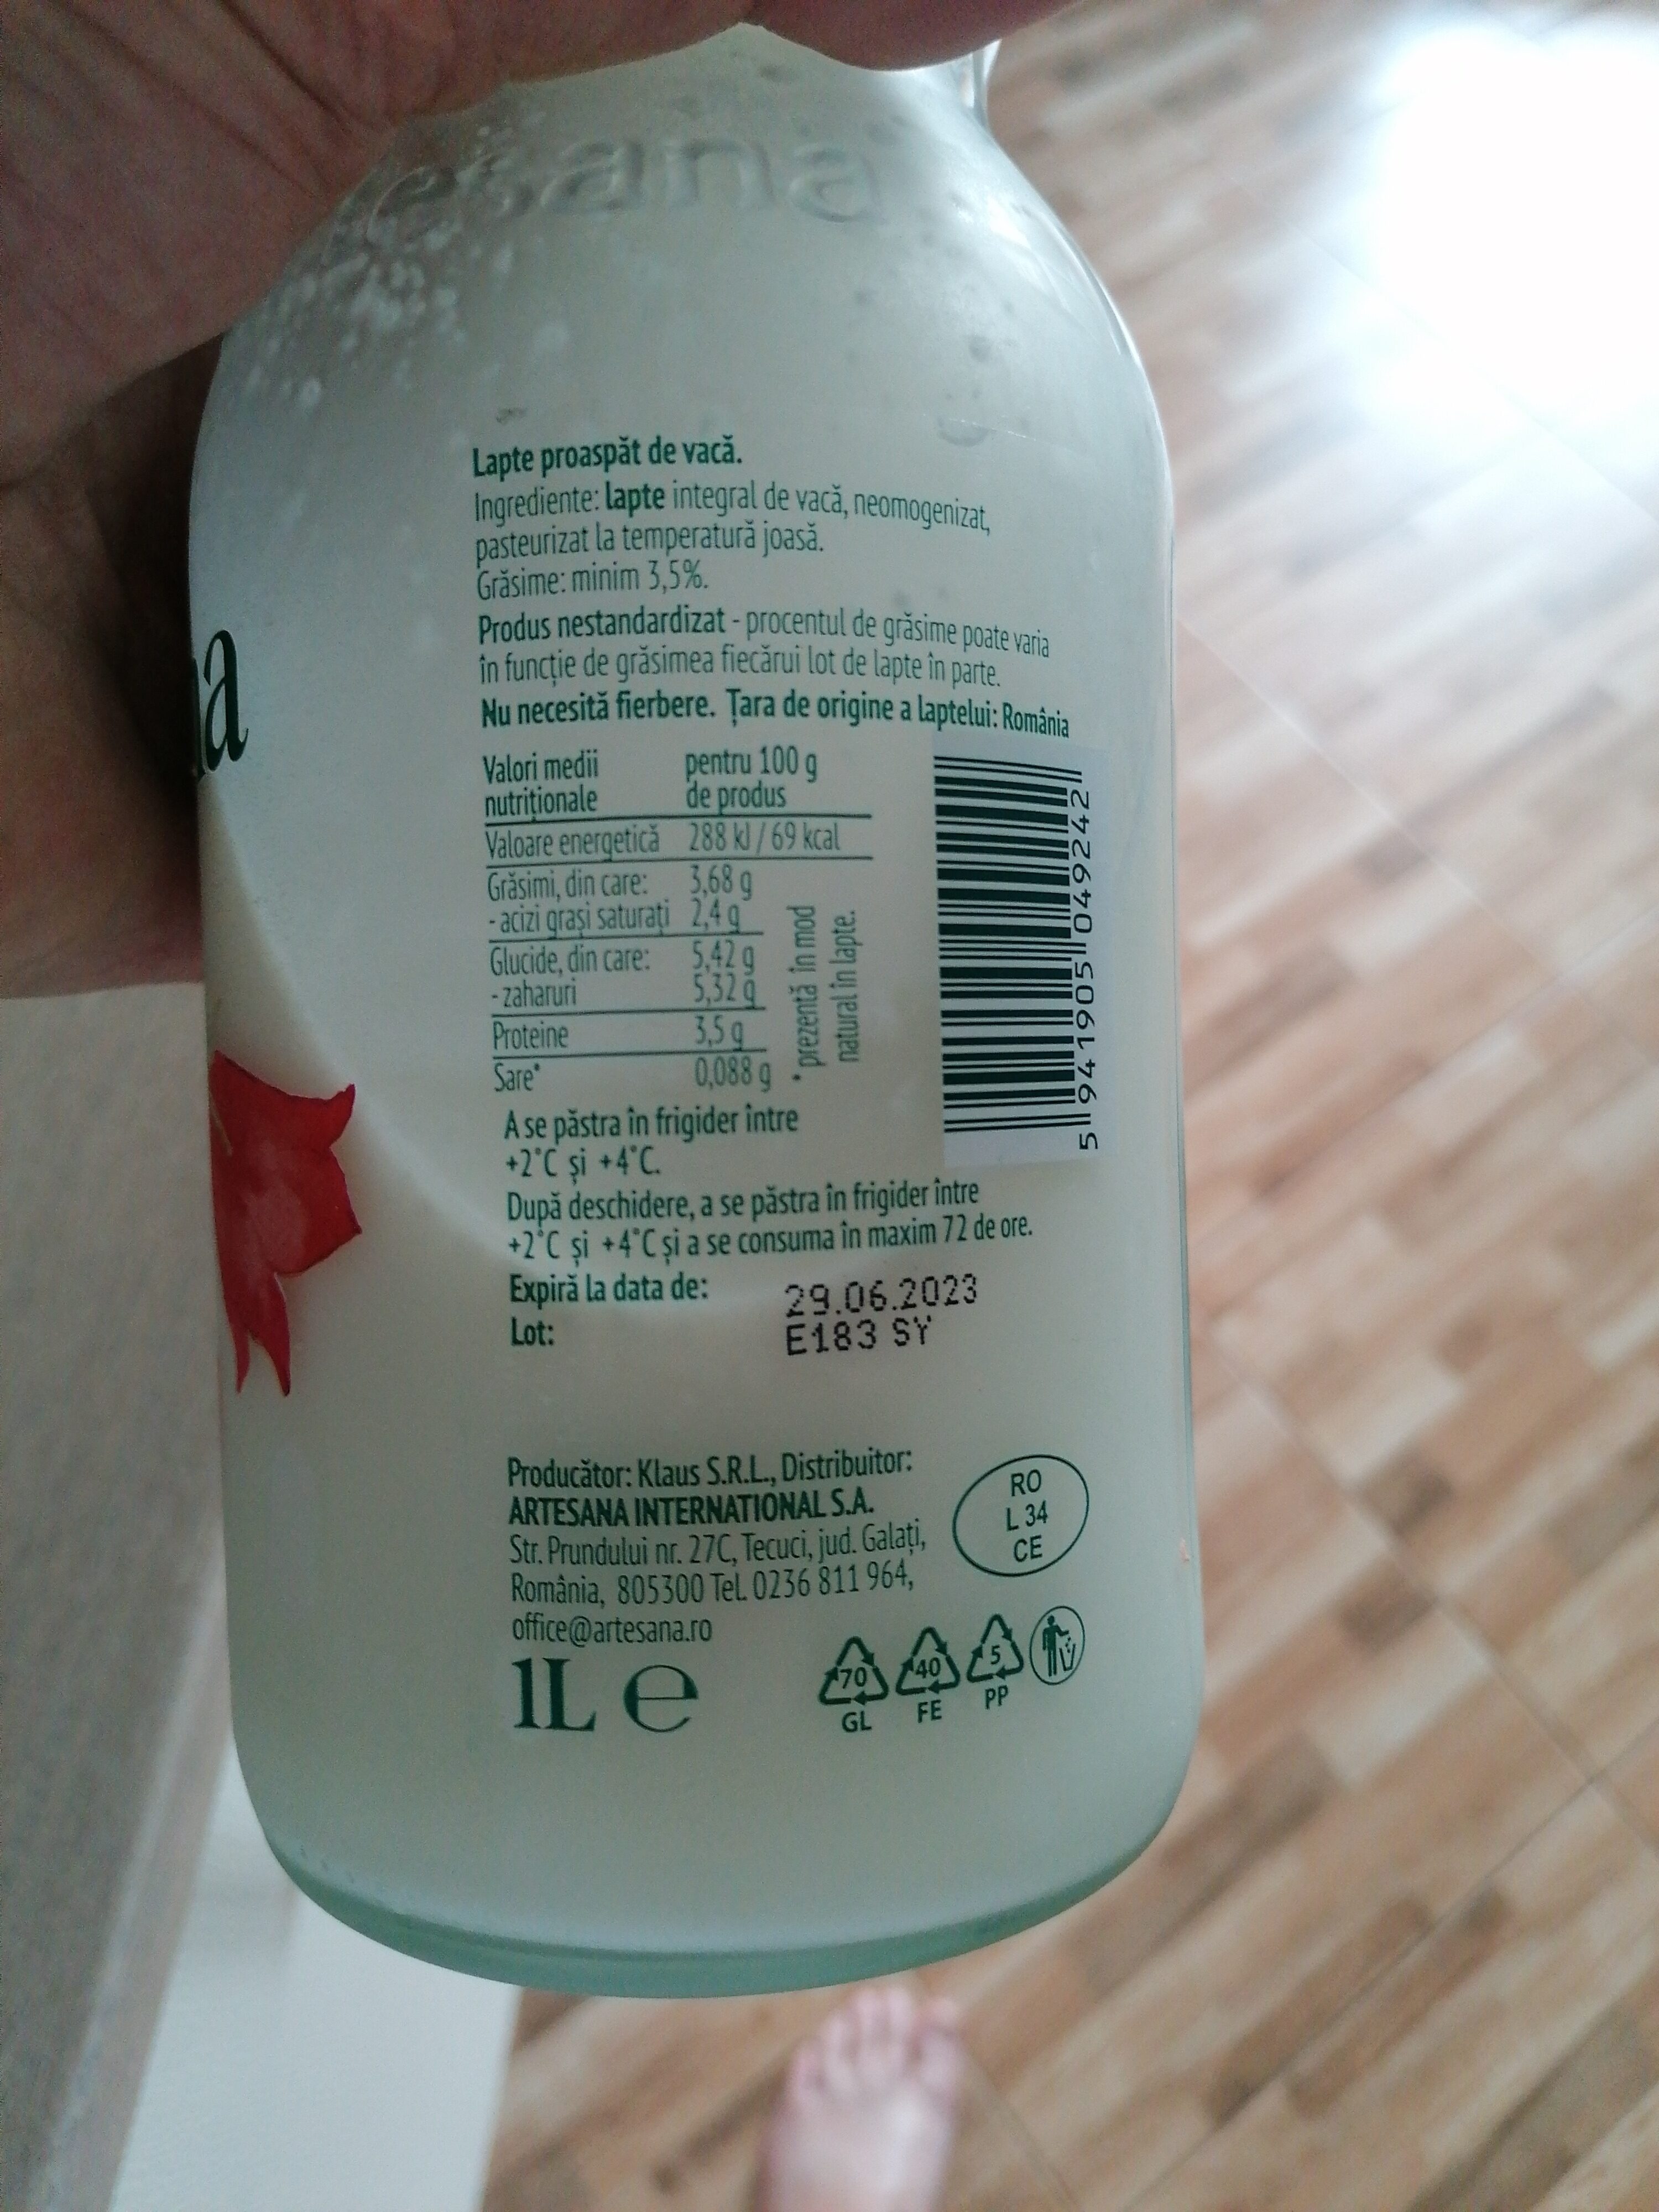 esana
a
Lapte proaspăt de vacă.
Ingrediente: lapte integral de vacă, neomogenizat,
pasteurizat la temperatură joasă.
Grăsime: minim 3,5%.
Produs nestandardizat - procentul de grăsime poate varia
în funcție de grăsimea fiecărui lot de lapte în parte.
Nu necesită fierbere. Țara de origine a laptelui: România
Valori medii pentru 100 g
nutriționale de produs
Valoare energetică 288 kJ / 69 kcal
Grăsimi, din care: 3,68 g
- acizi grași saturați 2,4 g
Glucide, din care: 5,42 g
- zaharuri 5,32 g
Proteine 3,5 g
Sare* 0,088 g
* prezentă în mod
natural în lapte.
5 941905 049242
A se păstra în frigider între
+2°C și +4°C.
După deschidere, a se păstra în frigider între
+2°C și +4°C și a se consuma în maxim 72 de ore.
Expiră la data de: 29.06.2023
Lot: E183 SY
Producător: Klaus S.R.L., Distribuitor:
ARTESANA INTERNATIONAL S.A.
Str. Prundului nr. 27C, Tecuci, jud. Galați,
România, 805300 Tel. 0236 811 964,
office@artesana.ro
RO
L 34
CE
1L e
70 40 5
GL FE PP